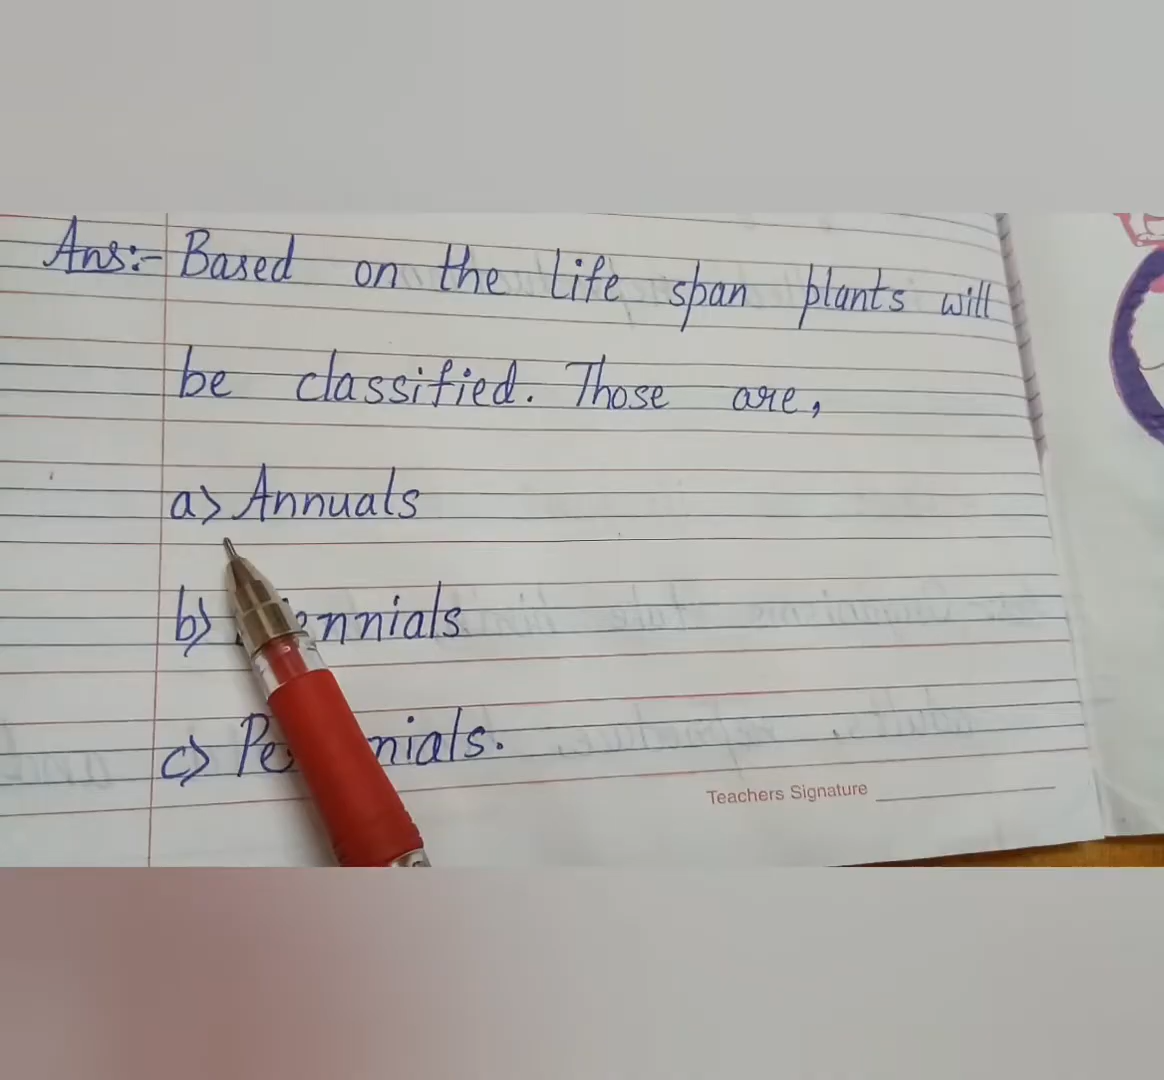 Ans:- Based on the life span plants will
be classified. Those are,
a> Annuals
b)
c)
Teachers Signature